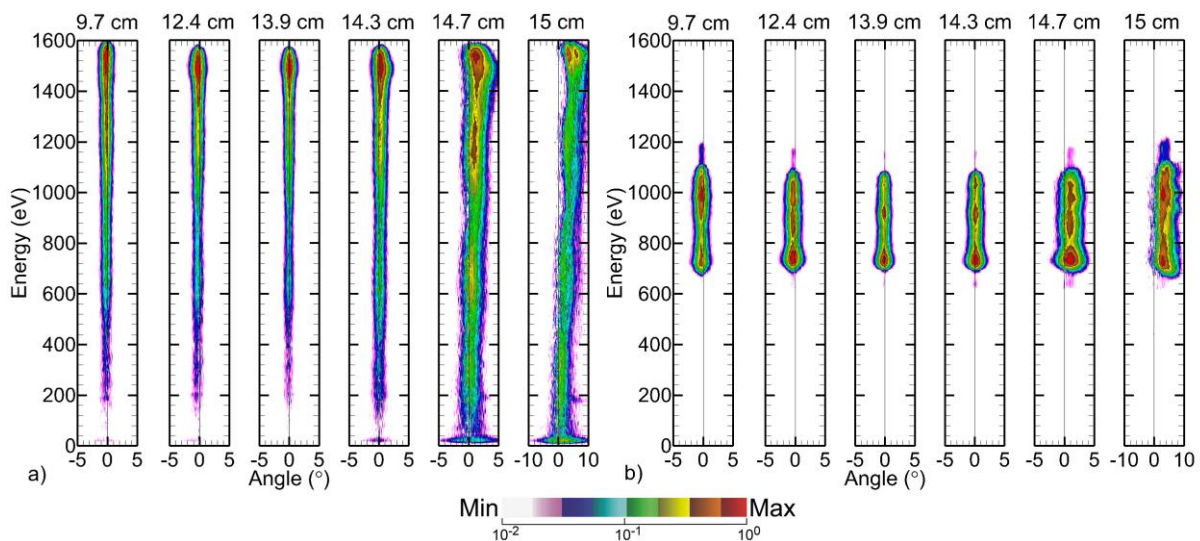 9.7 cm 12.4 cm 13.9 cm 14.3 cm 14.7 cm 15 cm 9.7 cm 12.4 cm 13.9 cm 14.3 cm 14.7 cm 15 cm
1600 1600
1400 1400
1200 1200
1000 1000
Energy (eV) Energy (eV)
800 800
600 600
400 400
200 200
0 0
-5 0 5 -5 0 5 -5 0 5 -5 0 5 -5 0 5 -10 0 10 -5 0 5 -5 0 5 -5 0 5 -5 0 5 -5 0 5 -10 0 10
a) Angle (°) b) Angle (°)
Min Max
10⁻² 10⁻¹ 10⁰